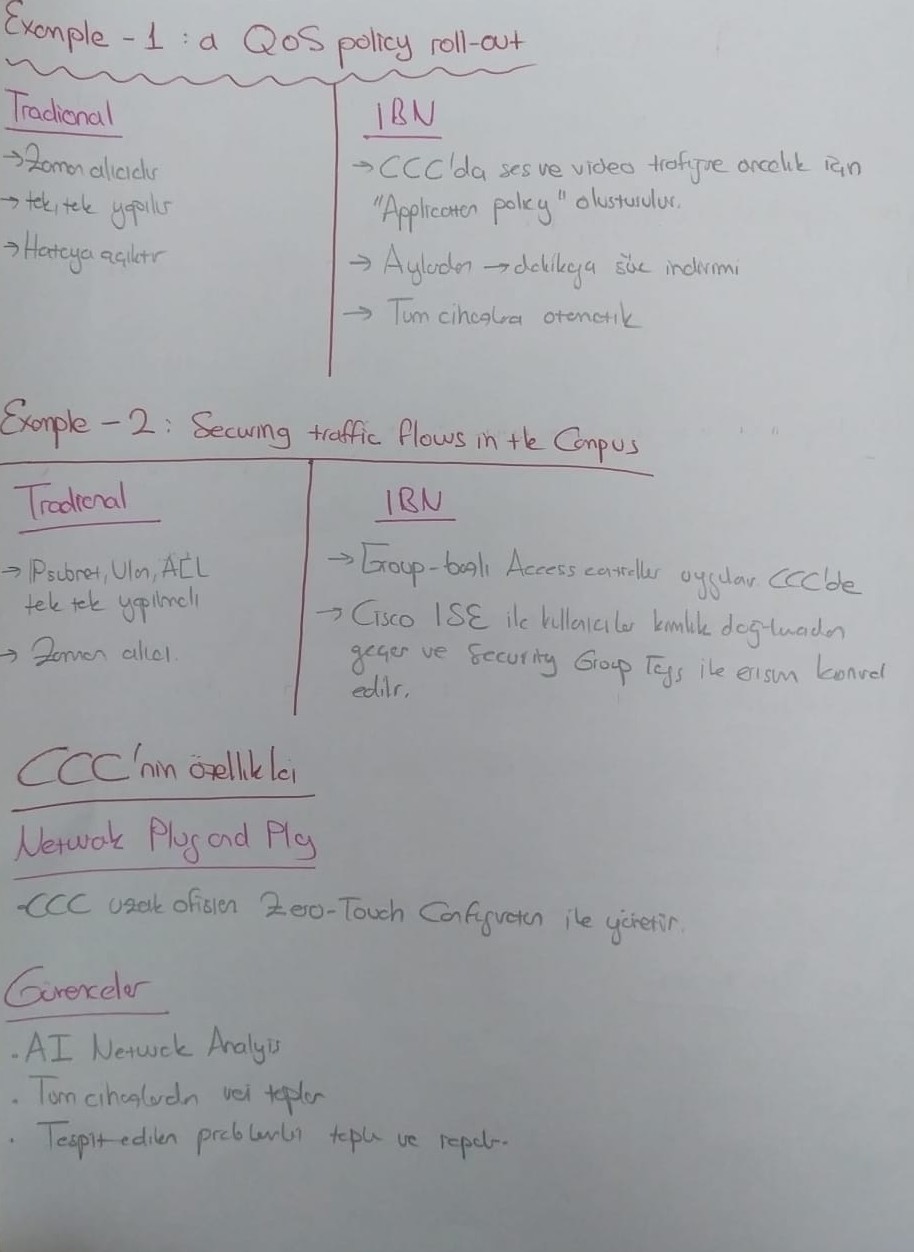 Example - 1 : a QoS policy roll-out
Tradional
IBN
→ Zaman alıcıdır
→ tek, tek yapılır
→ Hataya açıktır
→ CCC'da ses ve video trafiğine öncelik için
"Application policy" oluşturulur.
→ Aylardan → dakikaya süre indirimi
→ Tüm cihazlara otomatik
Example - 2 : Securing traffic flows in the Campus
Tradional
IBN
→ IP subnet, Vlan, ACL
tek tek yapılmalı
→ Zaman alıcı.
→ Group-bağlı Access controller uygular CCC'de
→ Cisco ISE ile kullanıcılar kimlik doğrulamadan
geçer ve Security Group Tags ile erişim kontrol
edilir.
CCC'nin özellikleri
Network Plug and Play
-CCC uzak ofisleri Zero-Touch Configuration ile yönetir.
Güvenceler
. AI Network Analysis
. Tüm cihazlardan veri toplar
. Tespit edilen problemleri toplar ve raporlar.